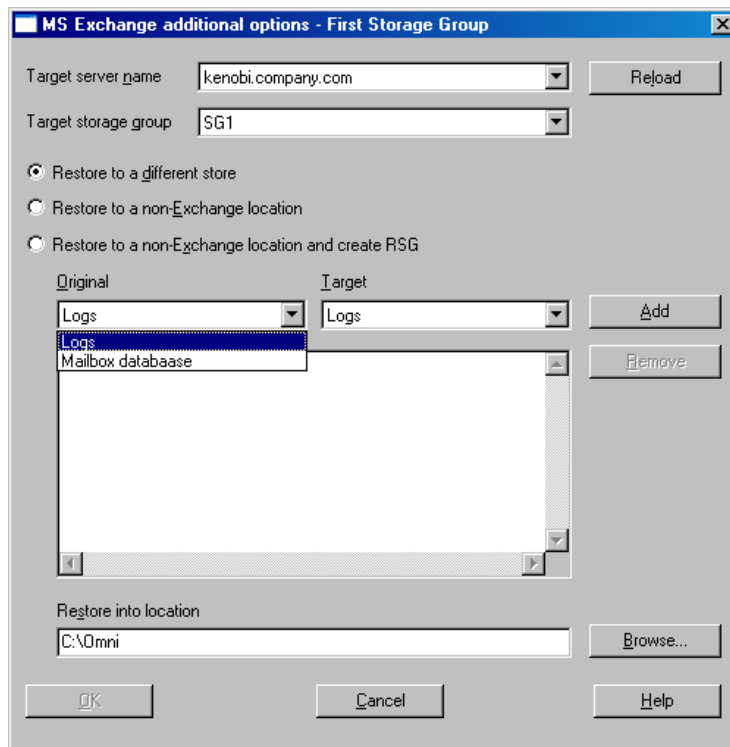 MS Exchange additional options - First Storage Group
Target server name kenobi.company.com Reload
Target storage group SG1
Restore to a different store
Restore to a non-Exchange location
Restore to a non-Exchange location and create RSG
Original Target
Logs Logs Add
Logs
Mailbox databaase Remove
Restore into location
C:\Omni Browse...
OK Cancel Help